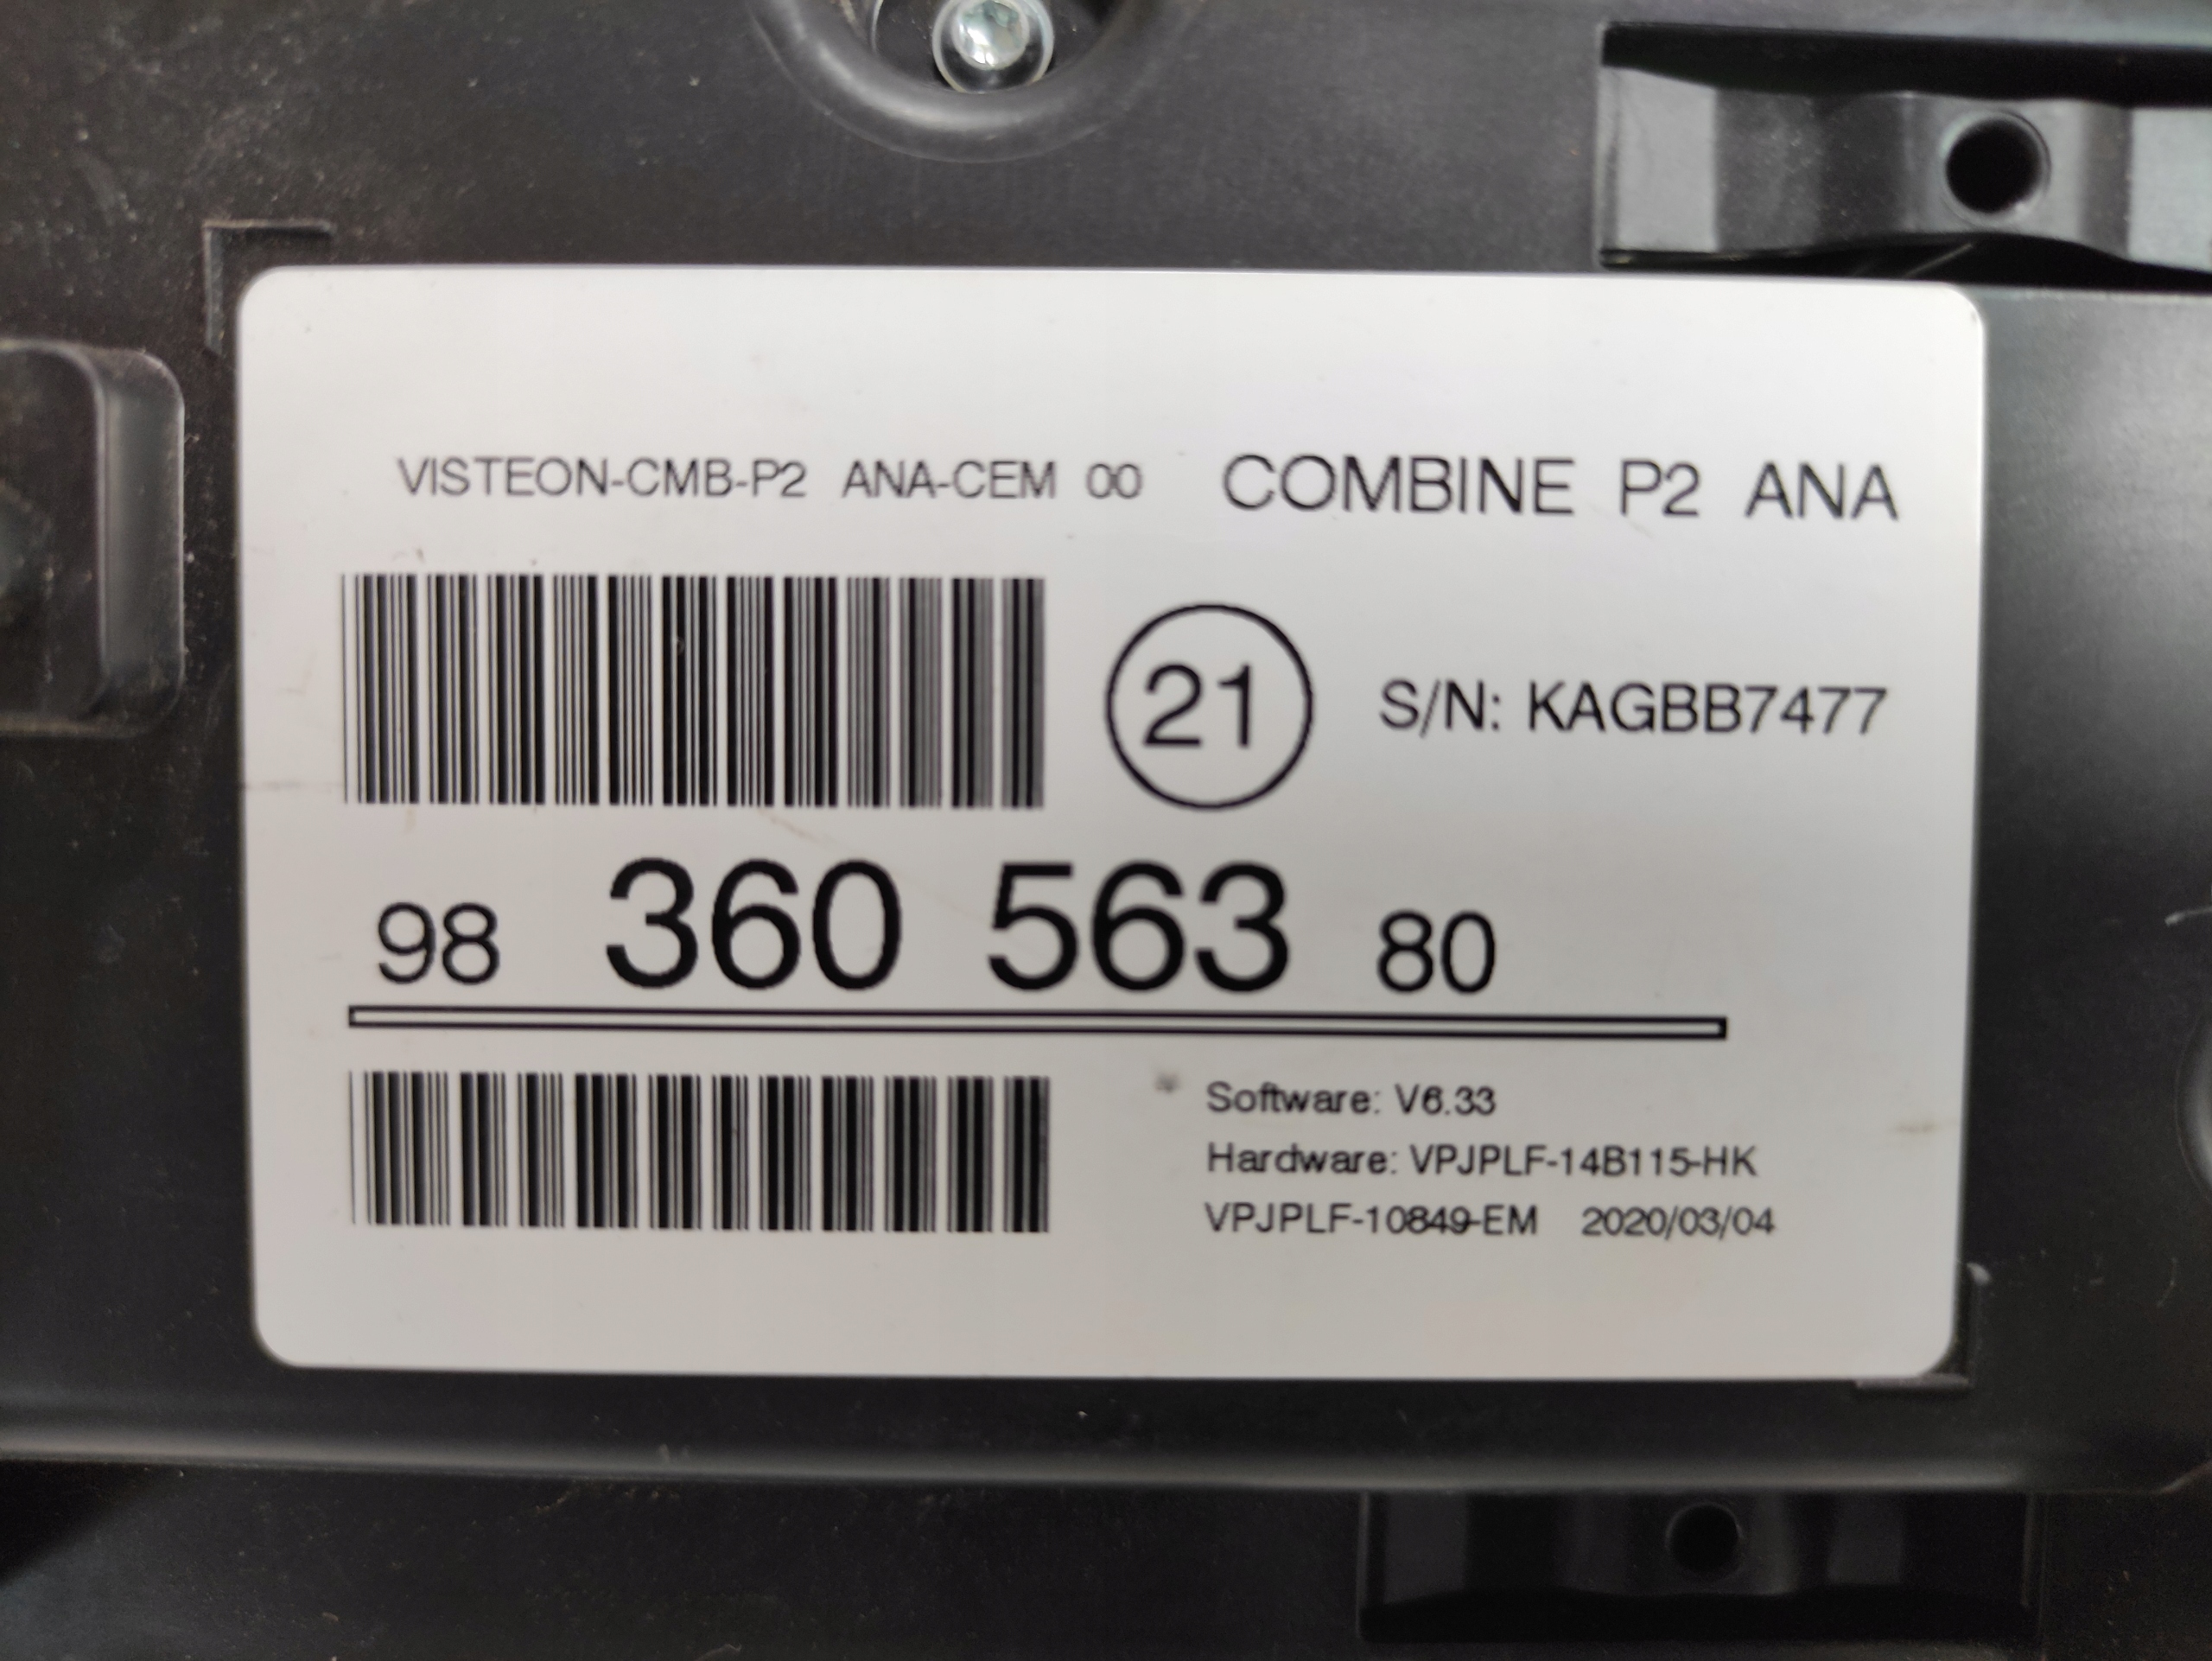 VISTEON-CMB-P2 ANA-CEM 00 COMBINE P2 ANA
21 S/N: KAGBB7477
98 360 563 80
Software: V6.33
Hardware: VPJPLF-14B115-HK
VPJPLF-10849-EM 2020/03/04